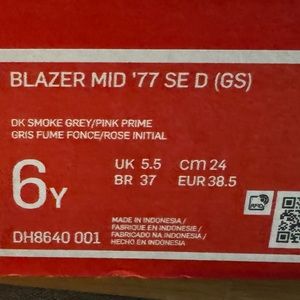 BLAZER MID '77 SE D (GS)
DK SMOKE GREY/PINK PRIME
GRIS FUME FONCE/ROSE INITIAL
6Y
UK 5.5 cm 24
BR 37 EUR 38.5
MADE IN INDONESIA/
FABRIQUE EN INDONESIE/
FABRICADO NA INDONESIA/
HECHO EN INDONESIA
DH8640 001